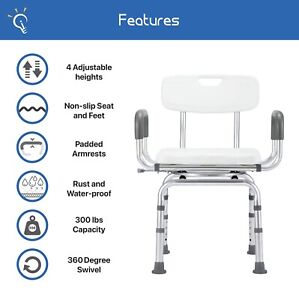 Features
4 Adjustable
heights
Non-slip Seat
and Feet
Padded
Armrests
Rust and
Water-proof
300 lbs
Capacity
360 Degree
Swivel